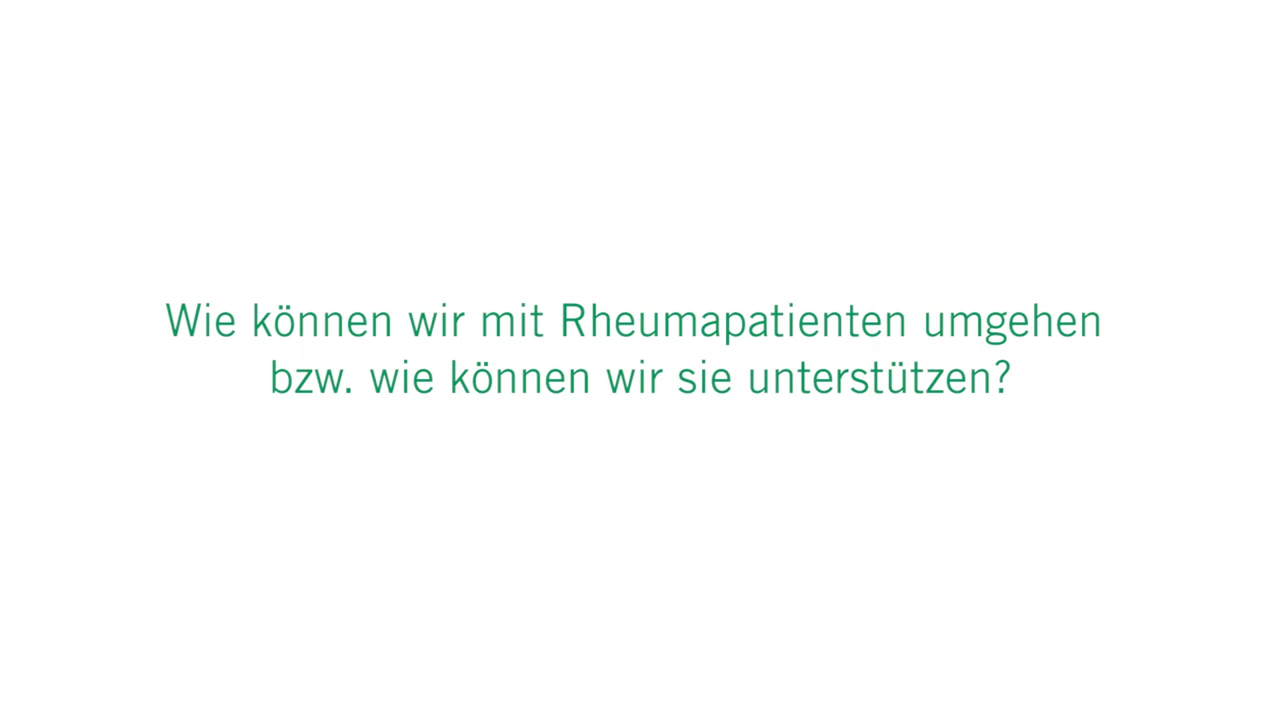 Wie können wir mit Rheumapatienten umgehen
bzw. wie können wir sie unterstützen?